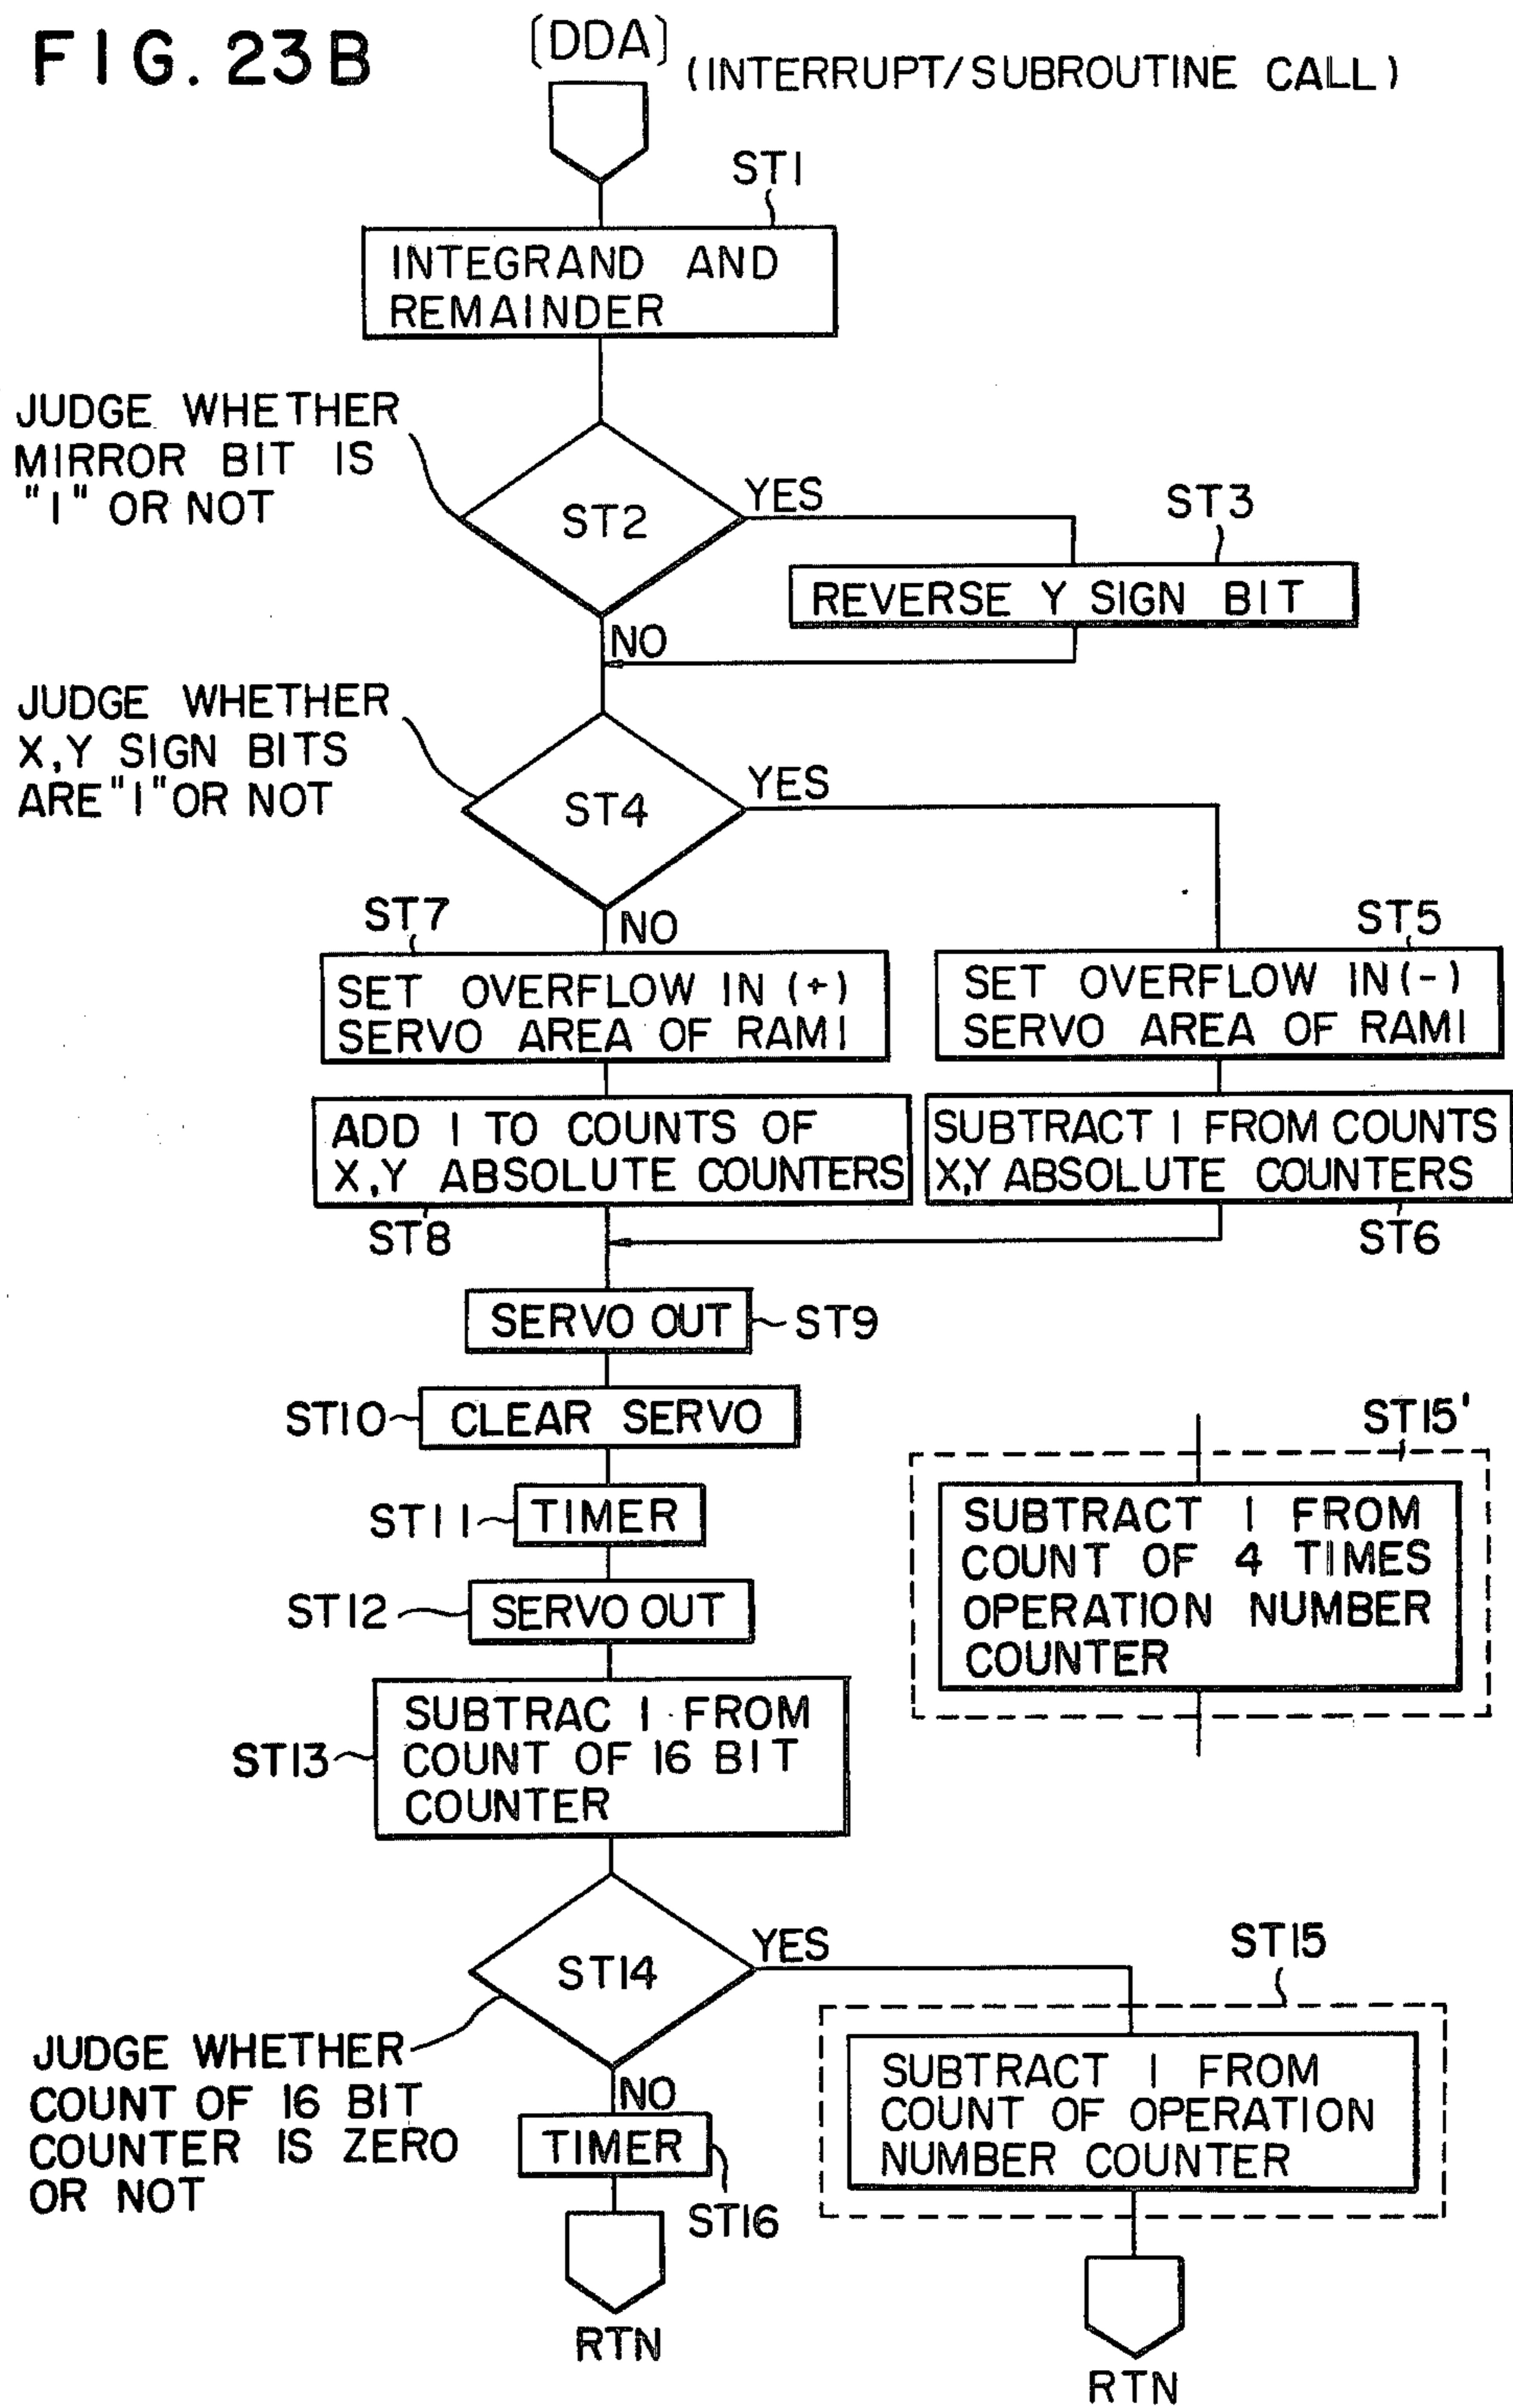 FIG. 23B
[DDA]
(INTERRUPT/SUBROUTINE CALL)
ST1
INTEGRAND AND
REMAINDER
JUDGE WHETHER
MIRROR BIT IS
"1" OR NOT
ST2
YES
ST3
REVERSE Y SIGN BIT
NO
JUDGE WHETHER
X,Y SIGN BITS
ARE "1" OR NOT
ST4
YES
NO
ST7
SET OVERFLOW IN (+)
SERVO AREA OF RAM1
ST5
SET OVERFLOW IN (-)
SERVO AREA OF RAM1
ADD 1 TO COUNTS OF
X,Y ABSOLUTE COUNTERS
ST8
SUBTRACT 1 FROM COUNTS
X,Y ABSOLUTE COUNTERS
ST6
SERVO OUT
ST9
ST10
CLEAR SERVO
ST11
TIMER
ST12
SERVO OUT
ST15'
SUBTRACT 1 FROM
COUNT OF 4 TIMES
OPERATION NUMBER
COUNTER
ST13
SUBTRAC 1 FROM
COUNT OF 16 BIT
COUNTER
ST14
YES
JUDGE WHETHER
COUNT OF 16 BIT
COUNTER IS ZERO
OR NOT
NO
TIMER
ST16
RTN
ST15
SUBTRACT 1 FROM
COUNT OF OPERATION
NUMBER COUNTER
RTN